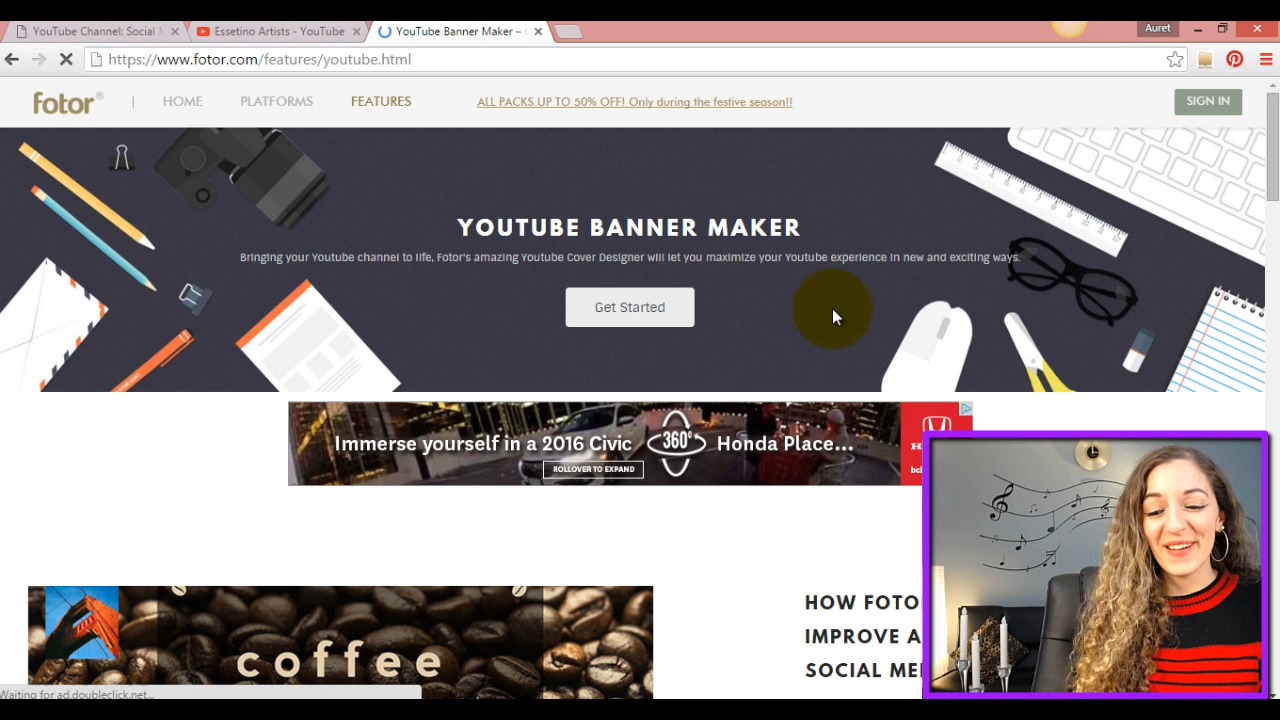 YouTube Channel: Social
Essetino Artists - YouTube
YouTube Banner Maker –
Auret
https://www.fotor.com/features/youtube.html
fotor®
HOME
PLATFORMS
FEATURES
ALL PACKS UP TO 50% OFF! Only during the festive season!!
SIGN IN
YOUTUBE BANNER MAKER
Bringing your Youtube channel to life, Fotor's amazing Youtube Cover Designer will let you maximize your Youtube experience in new and exciting ways.
Get Started
Immerse yourself in a 2016 Civic
360°
Honda Place...
ROLLOVER TO EXPAND
coffee
HOW FOTO
IMPROVE A
SOCIAL ME
Waiting for ad.doubleclick.net...